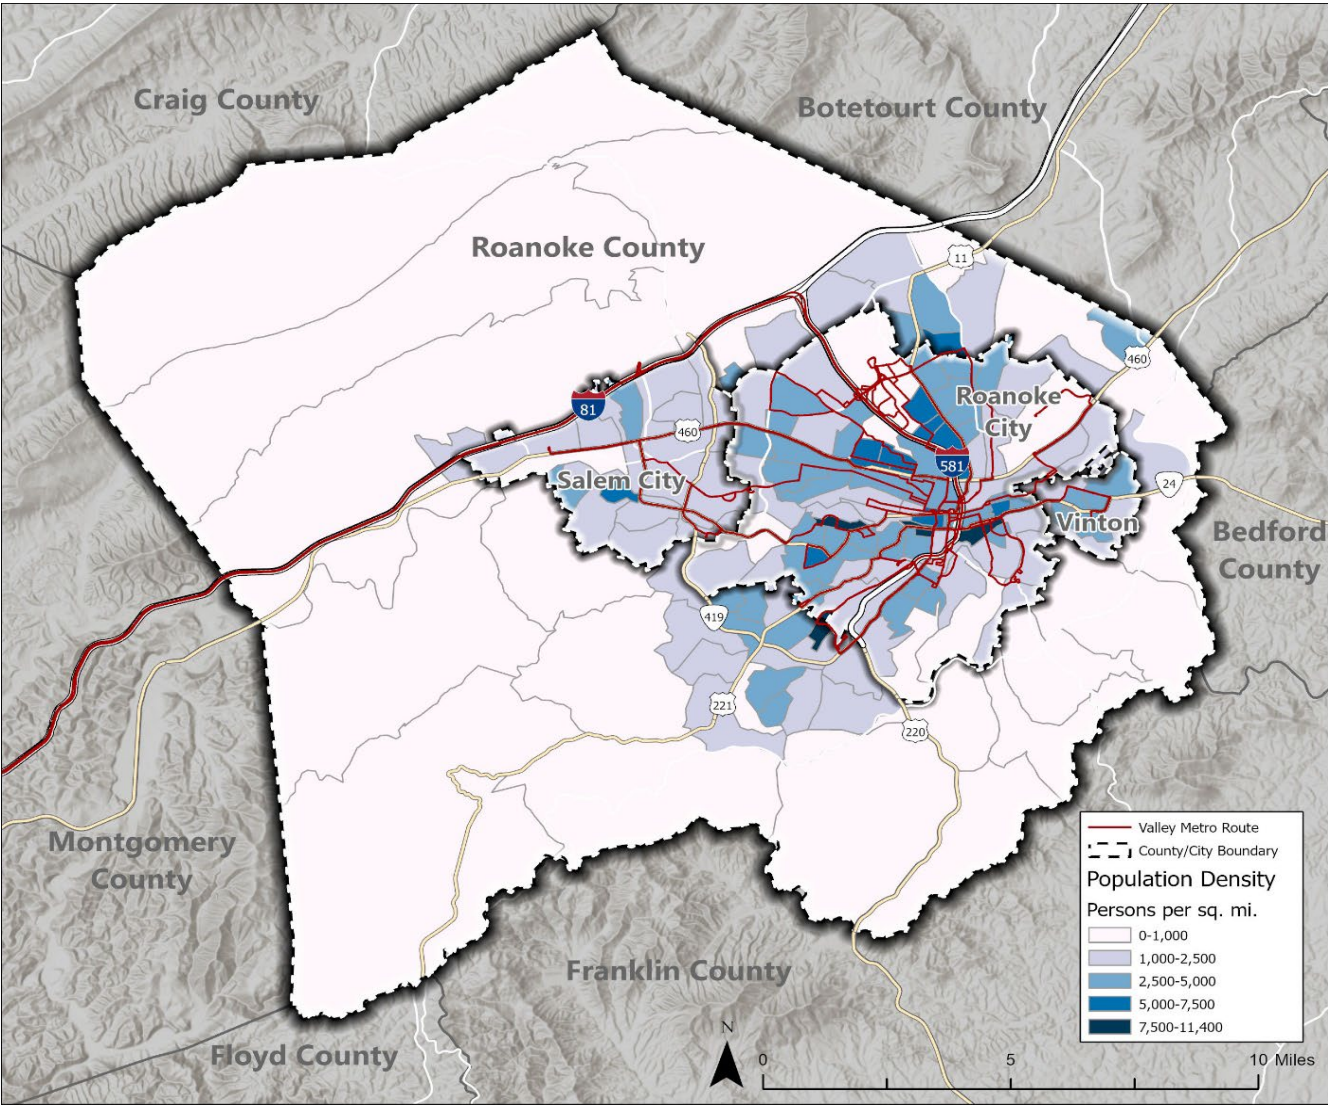 Craig County
Botetourt County
Roanoke County
11
460
81
460
Roanoke
City
581
Salem City
24
Vinton
Bedford
County
419
221
220
Montgomery
County
Franklin County
Floyd County
Valley Metro Route
County/City Boundary
Population Density
Persons per sq. mi.
0-1,000
1,000-2,500
2,500-5,000
5,000-7,500
7,500-11,400
N
0 5 10 Miles